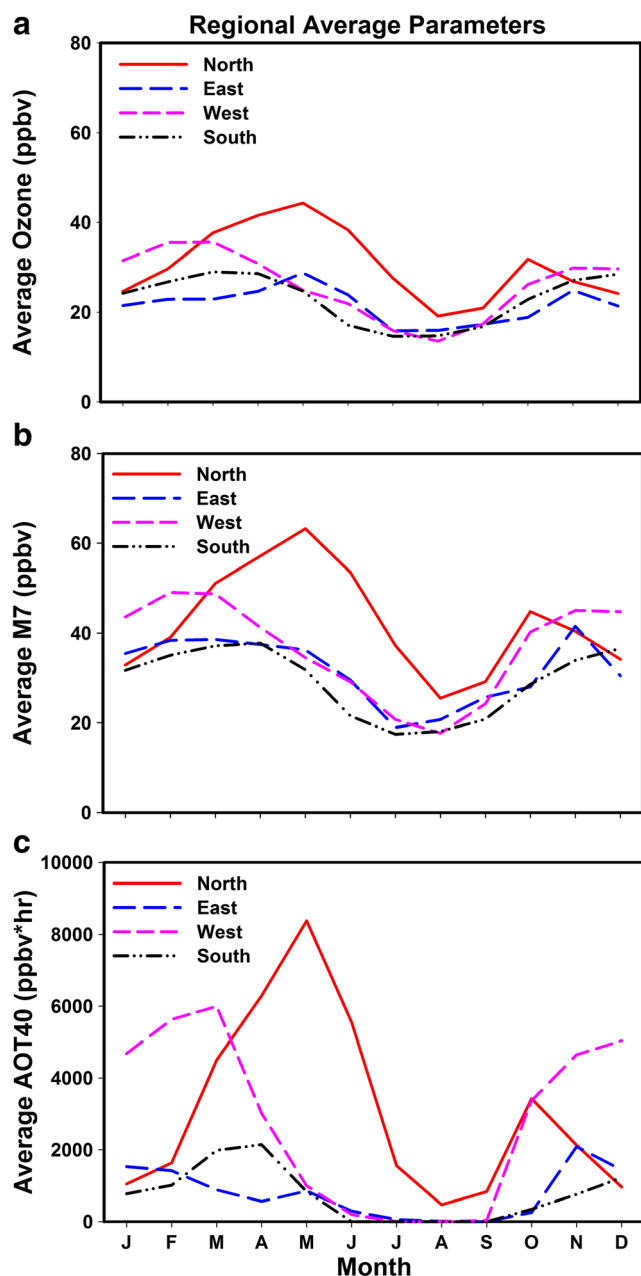 a
Regional Average Parameters
Average Ozone (ppbv)
80
60
40
20
0
North
East
West
South
b
Average M7 (ppbv)
80
60
40
20
0
North
East
West
South
c
Average AOT40 (ppbv*hr)
10000
8000
6000
4000
2000
0
North
East
West
South
J F M A M J J A S O N D
Month